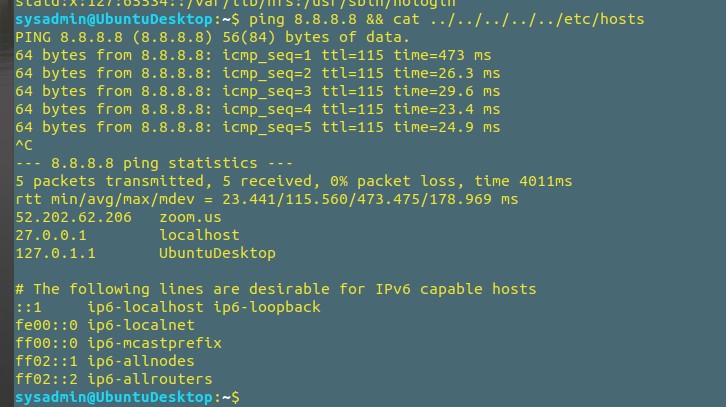 statd:x:127:65534::/var/lib/nfs:/usr/sbin/nologin
sysadmin@UbuntuDesktop:~$ ping 8.8.8.8 && cat ../../../../../etc/hosts
PING 8.8.8.8 (8.8.8.8) 56(84) bytes of data.
64 bytes from 8.8.8.8: icmp_seq=1 ttl=115 time=473 ms
64 bytes from 8.8.8.8: icmp_seq=2 ttl=115 time=26.3 ms
64 bytes from 8.8.8.8: icmp_seq=3 ttl=115 time=29.6 ms
64 bytes from 8.8.8.8: icmp_seq=4 ttl=115 time=23.4 ms
64 bytes from 8.8.8.8: icmp_seq=5 ttl=115 time=24.9 ms
^C
--- 8.8.8.8 ping statistics ---
5 packets transmitted, 5 received, 0% packet loss, time 4011ms
rtt min/avg/max/mdev = 23.441/115.560/473.475/178.969 ms
52.202.62.206   zoom.us
27.0.0.1        localhost
127.0.1.1       UbuntuDesktop
# The following lines are desirable for IPv6 capable hosts
::1     ip6-localhost ip6-loopback
fe00::0 ip6-localnet
ff00::0 ip6-mcastprefix
ff02::1 ip6-allnodes
ff02::2 ip6-allrouters
sysadmin@UbuntuDesktop:~$